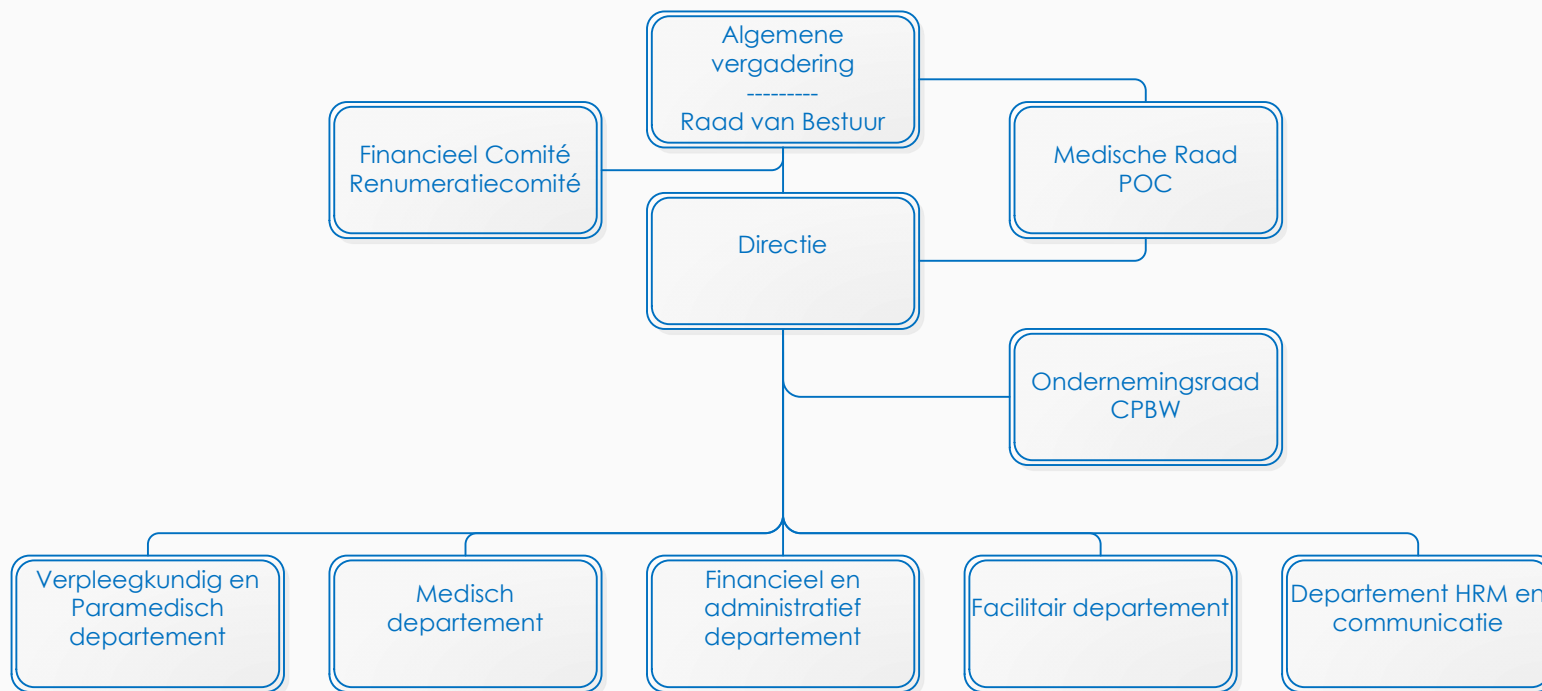 Algemene
vergadering
---------
Raad van Bestuur
Financieel Comité
Renumeratiecomité
Medische Raad
POC
Directie
Ondernemingsraad
CPBW
Verpleegkundig en
Paramedisch
departement
Medisch
departement
Financieel en
administratief
departement
Facilitair departement
Departement HRM en
communicatie